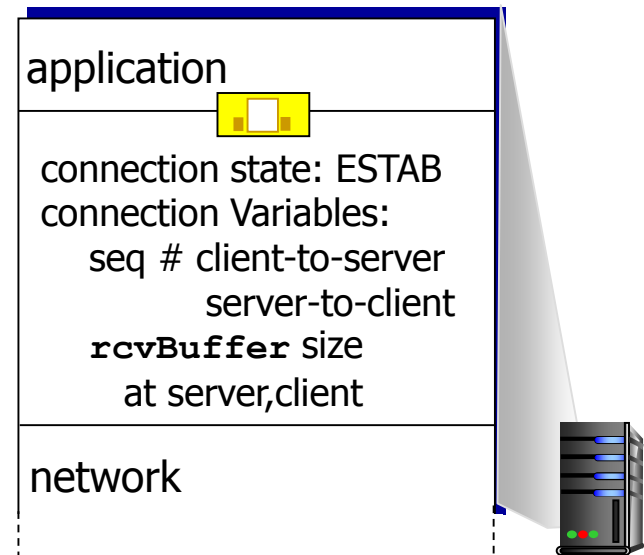 application
connection state: ESTAB
connection Variables:
seq # client-to-server
server-to-client
rcvBuffer size
at server,client
network